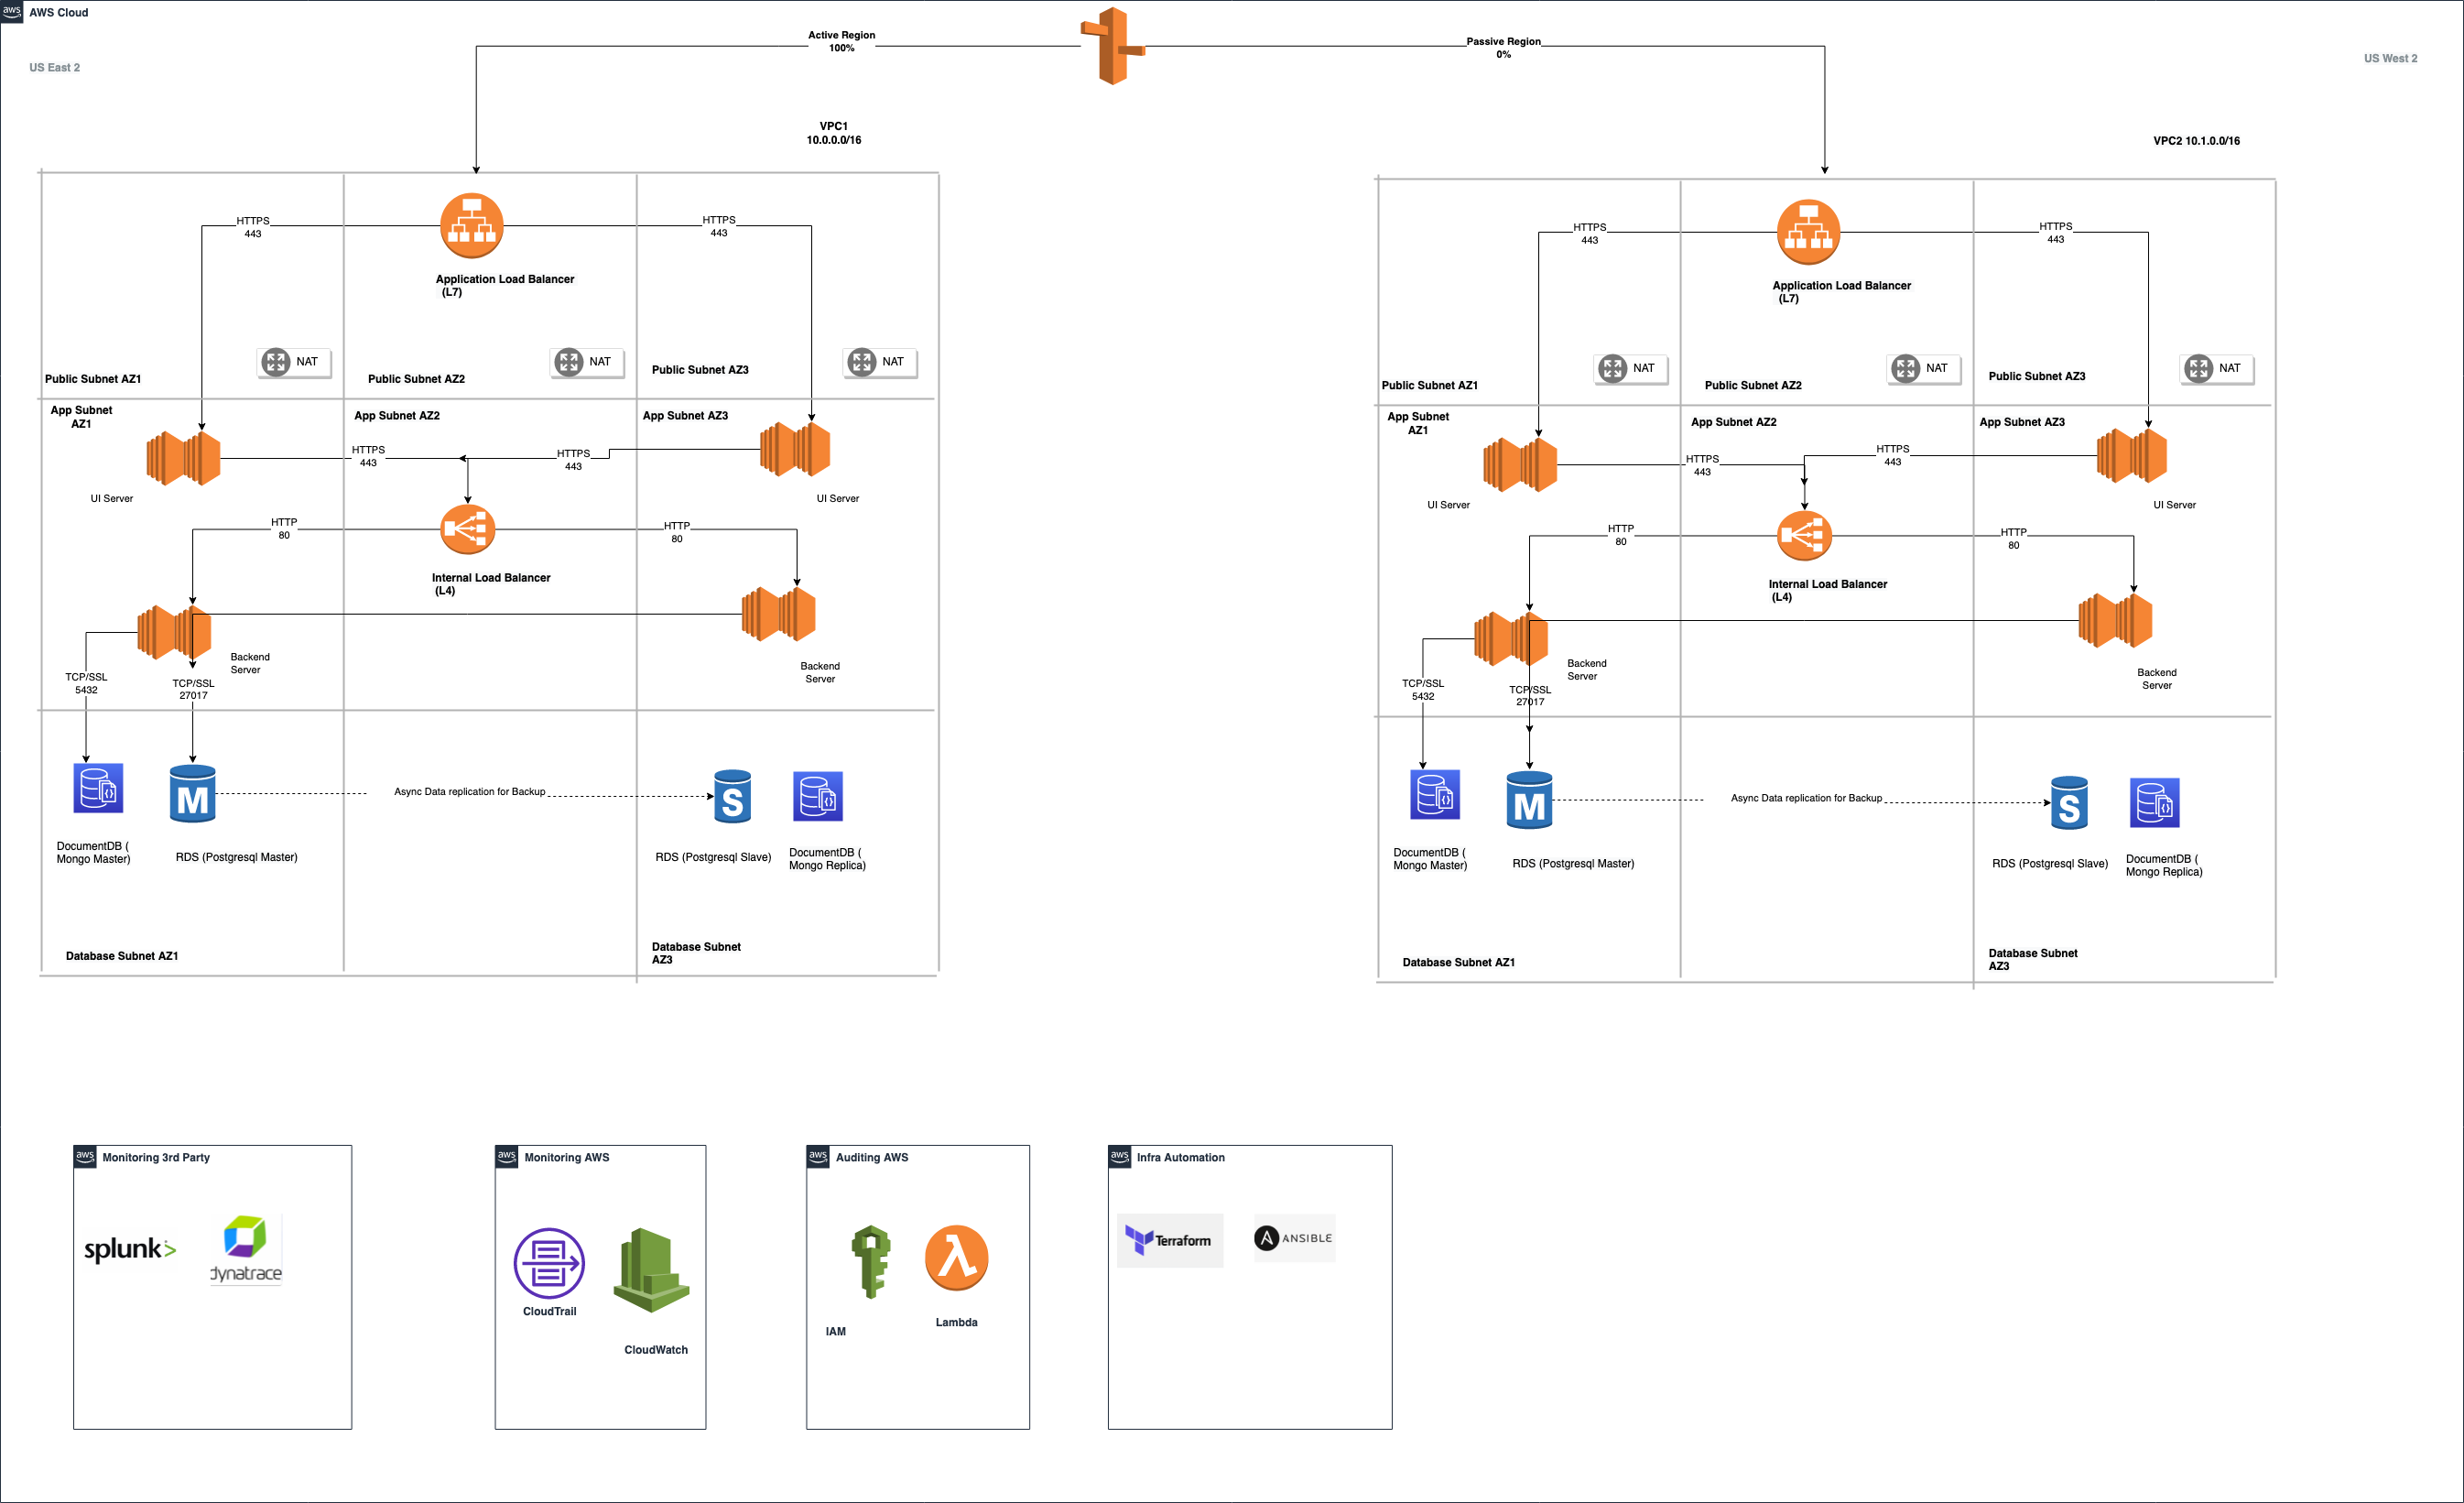 aws
AWS Cloud
US East 2
US West 2
Active Region
100%
Passive Region
0%
VPC1
10.0.0.0/16
HTTPS
443
HTTPS
443
Application Load Balancer
(L7)
NAT
NAT
NAT
Public Subnet AZ1
Public Subnet AZ2
Public Subnet AZ3
App Subnet
AZ1
App Subnet AZ2
App Subnet AZ3
HTTPS
443
HTTPS
443
UI Server
UI Server
HTTP
80
HTTP
80
Internal Load Balancer
(L4)
Backend
Server
Backend
Server
TCP/SSL
5432
TCP/SSL
27017
M
Async Data replication for Backup
S
DocumentDB (
Mongo Master)
RDS (Postgresql Master)
RDS (Postgresql Slave)
DocumentDB (
Mongo Replica)
Database Subnet AZ1
Database Subnet
AZ3
VPC2 10.1.0.0/16
HTTPS
443
HTTPS
443
Application Load Balancer
(L7)
NAT
NAT
NAT
Public Subnet AZ1
Public Subnet AZ2
Public Subnet AZ3
App Subnet
AZ1
App Subnet AZ2
App Subnet AZ3
HTTPS
443
HTTPS
443
UI Server
UI Server
HTTP
80
HTTP
80
Internal Load Balancer
(L4)
Backend
Server
Backend
Server
TCP/SSL
5432
TCP/SSL
27017
M
Async Data replication for Backup
S
DocumentDB (
Mongo Master)
RDS (Postgresql Master)
RDS (Postgresql Slave)
DocumentDB (
Mongo Replica)
Database Subnet AZ1
Database Subnet
AZ3
aws
Monitoring 3rd Party
splunk>
dynatrace
aws
Monitoring AWS
CloudTrail
CloudWatch
aws
Auditing AWS
IAM
Lambda
aws
Infra Automation
Terraform
ANSIBLE